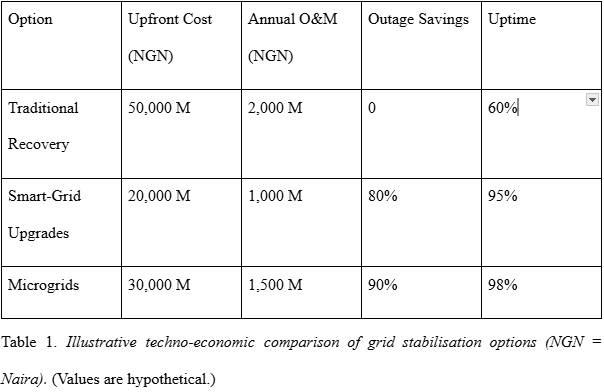 Option Upfront Cost Annual O&M Outage Savings Uptime
(NGN) (NGN)
Traditional 50,000 M 2,000 M 0 60%
Recovery
Smart-Grid 20,000 M 1,000 M 80% 95%
Upgrades
Microgrids 30,000 M 1,500 M 90% 98%
Table 1. Illustrative techno-economic comparison of grid stabilisation options (NGN =
Naira). (Values are hypothetical.)